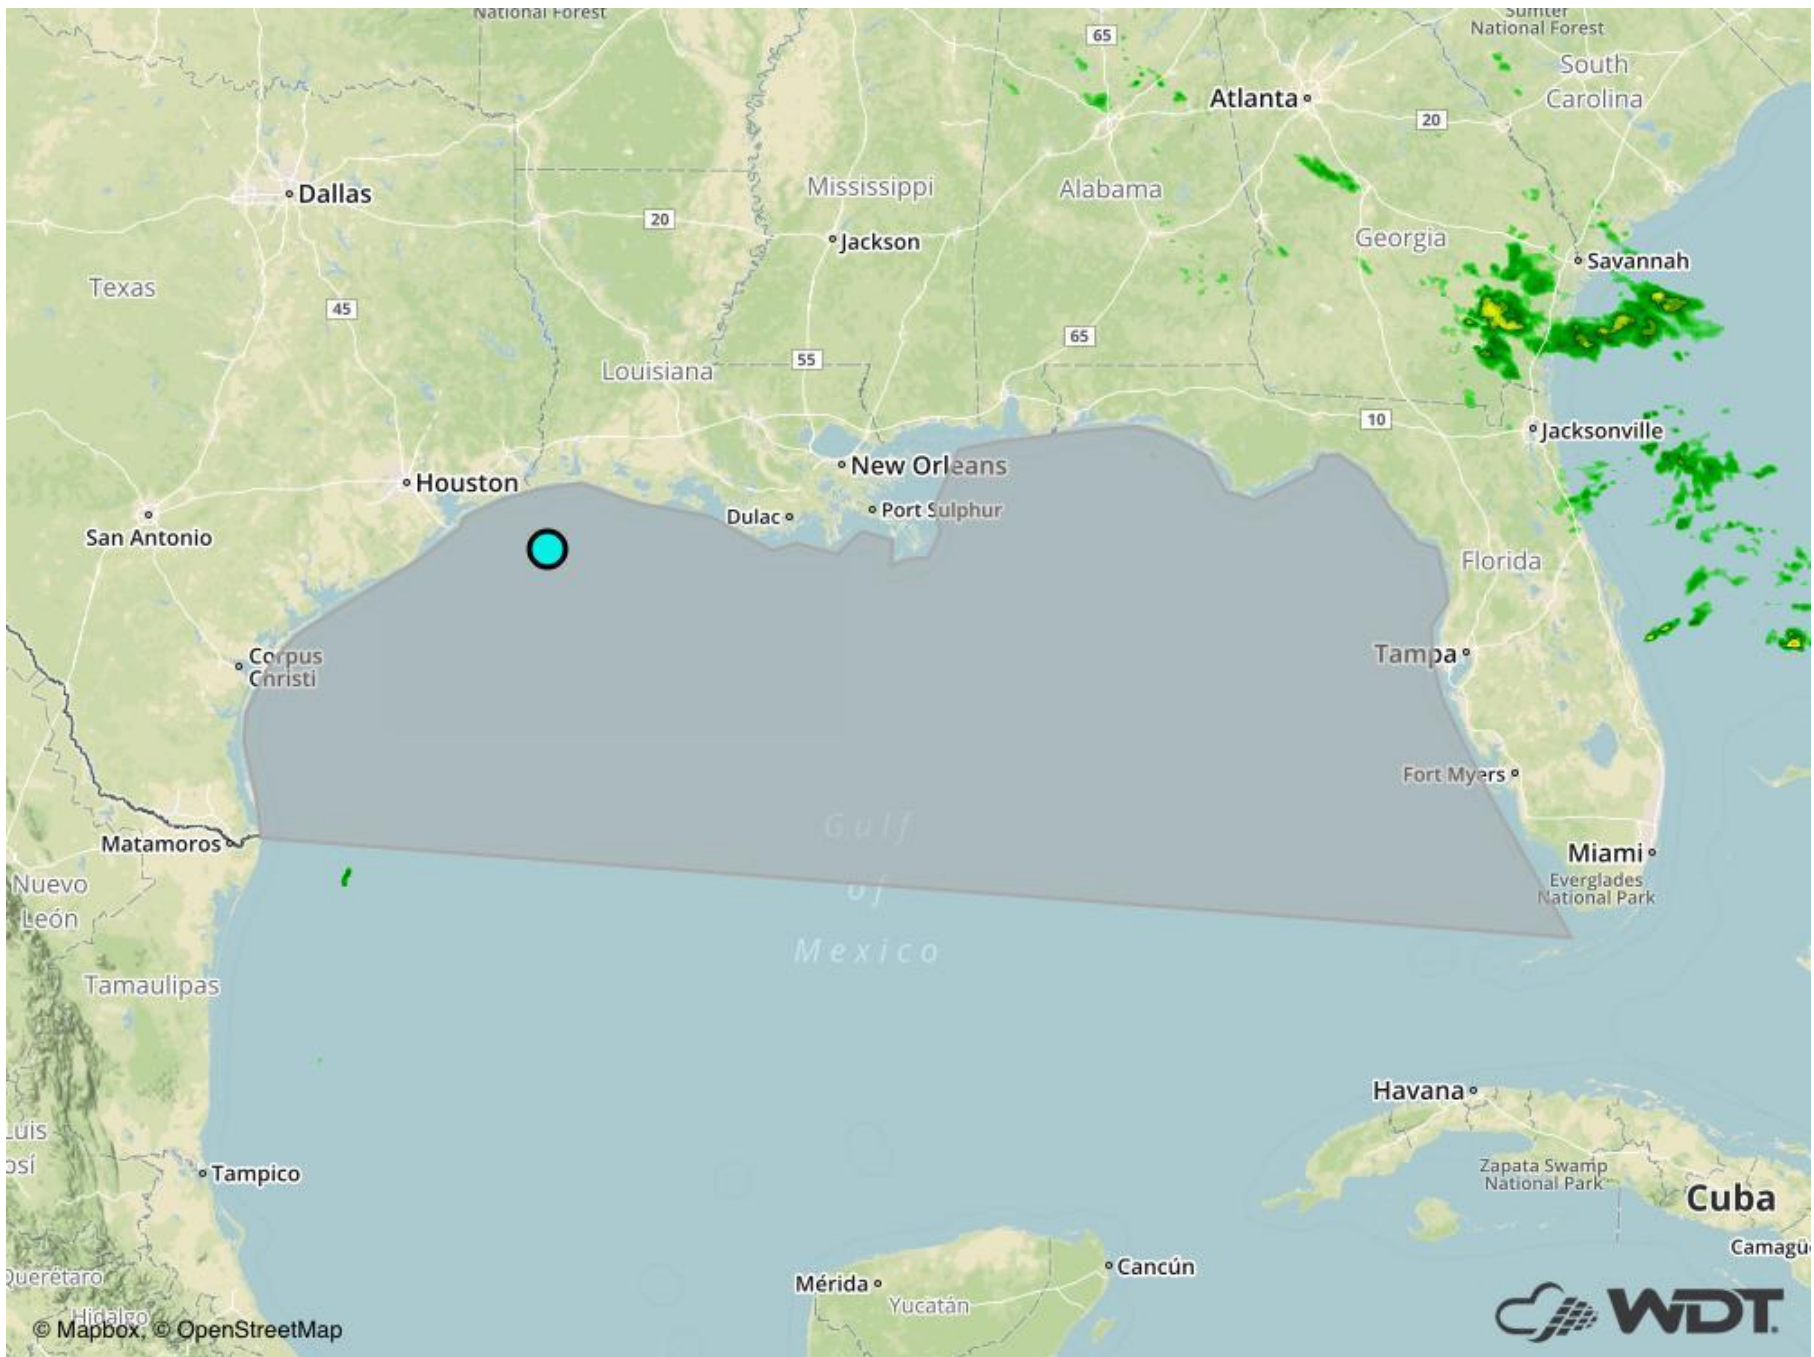 National Forest
Sumter
National Forest
65
South
Carolina
Atlanta
20
Dallas
Mississippi
Alabama
20
Jackson
Georgia
Savannah
Texas
45
65
55
Louisiana
10
Jacksonville
New Orleans
Houston
Port Sulphur
Dulac
San Antonio
Florida
Corpus
Christi
Tampa
Fort Myers
Gulf
of
Mexico
Matamoros
Miami
Everglades
National Park
Nuevo
León
Tamaulipas
Havana
Luis
osí
Tampico
Zapata Swamp
National Park
Cuba
Camagü
Cancún
Mérida
Yucatán
Querétaro
Hidalgo
© Mapbox, © OpenStreetMap
WDT